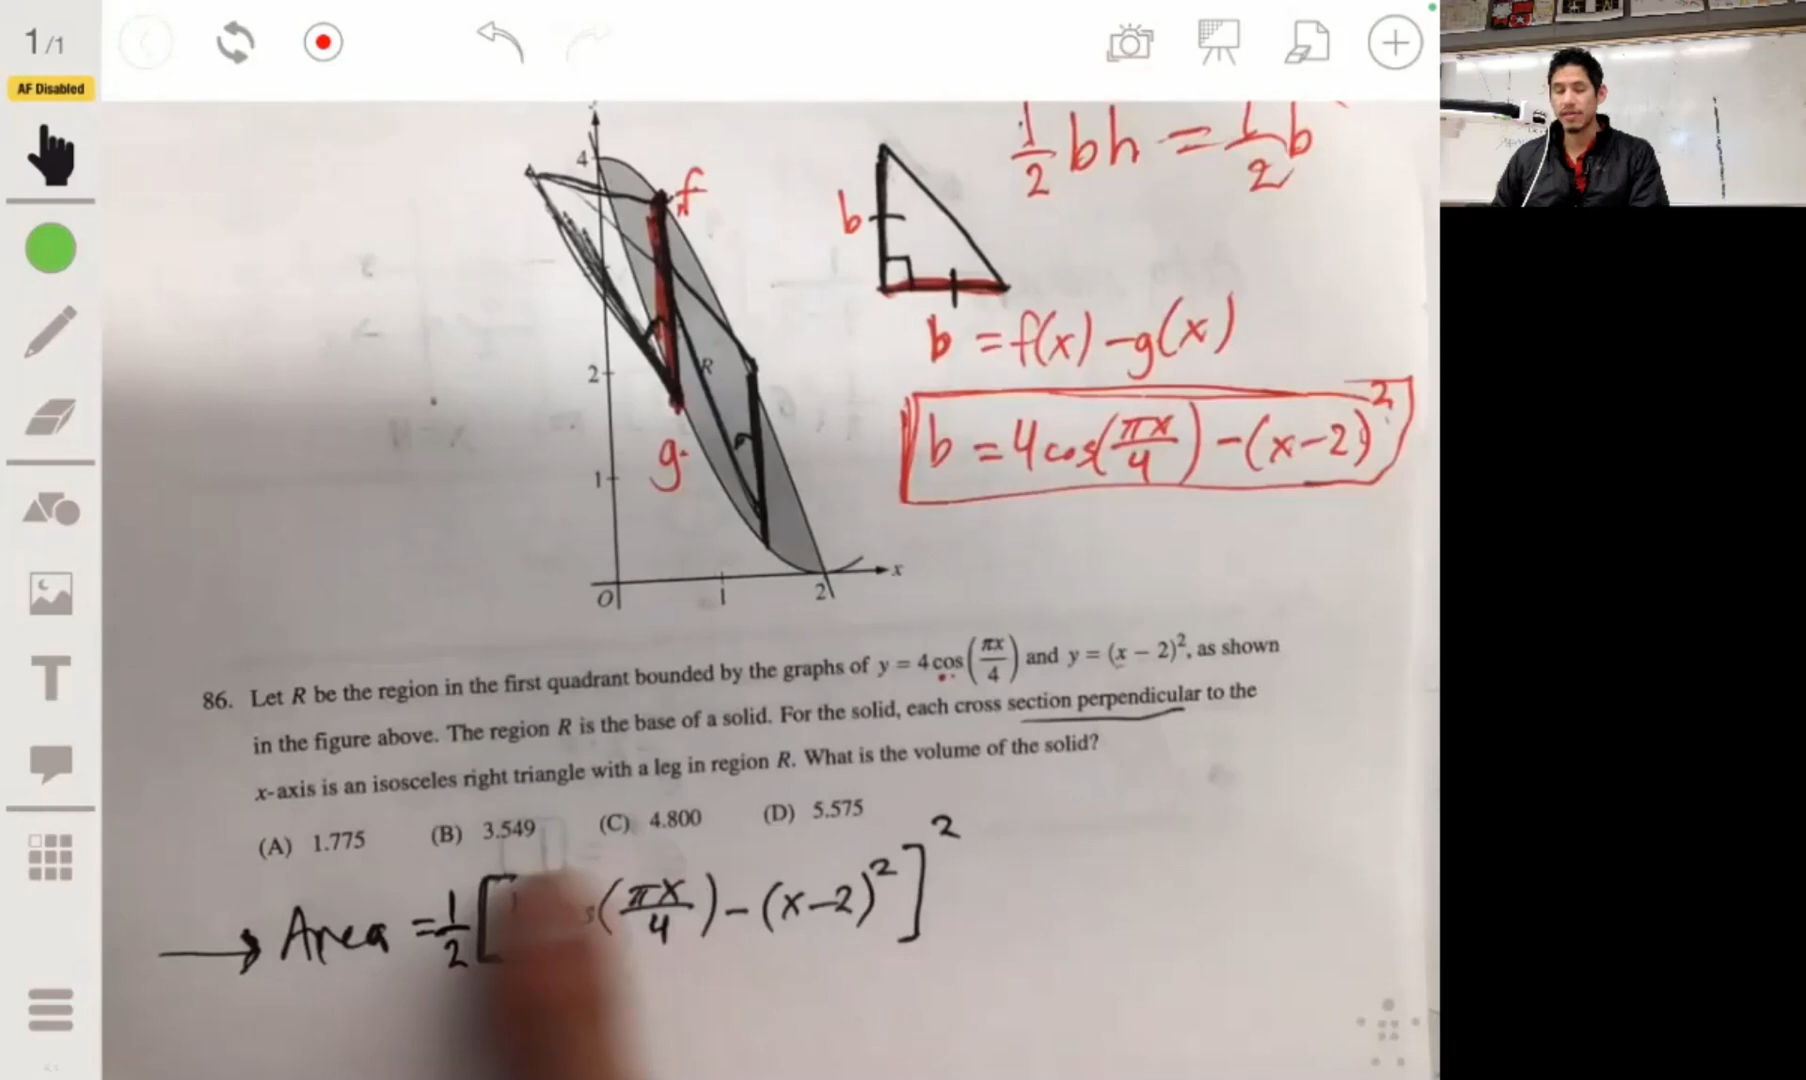 1/1
AF Disabled
T
4
2
1
O
1
2
x
R
f
g
b
1/2 bh = 1/2 b
b = f(x) - g(x)
b = 4cos(πx/4) - (x-2)²
86. Let R be the region in the first quadrant bounded by the graphs of y = 4 cos(πx/4) and y = (x − 2)², as shown
in the figure above. The region R is the base of a solid. For the solid, each cross section perpendicular to the
x-axis is an isosceles right triangle with a leg in region R. What is the volume of the solid?
(A) 1.775 (B) 3.549 (C) 4.800 (D) 5.575
→ Area = 1/2 [ (πx/4) - (x-2)² ]²